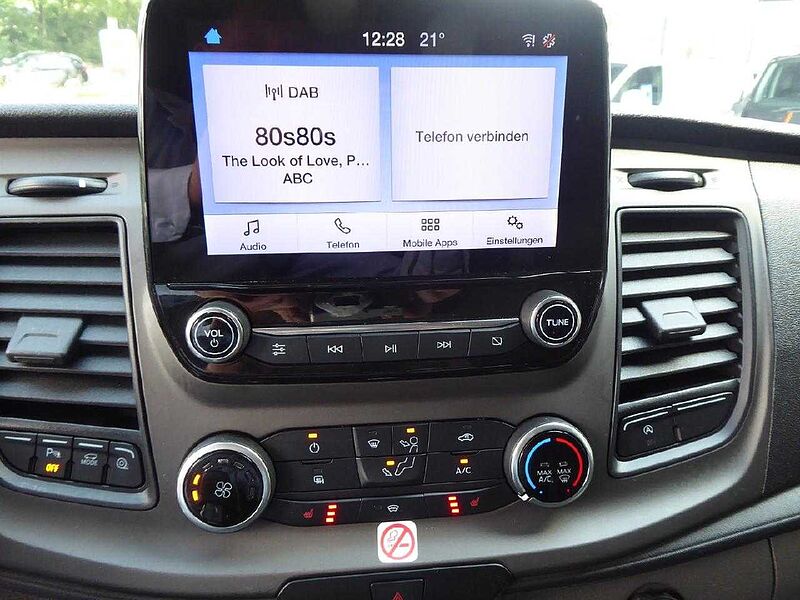 12:28 21°
DAB
80s80s
The Look of Love, P...
ABC
Telefon verbinden
Audio
Telefon
Mobile Apps
Einstellungen
VOL
TUNE
P
OFF
MODE
A/C
MAX A/C
MAX